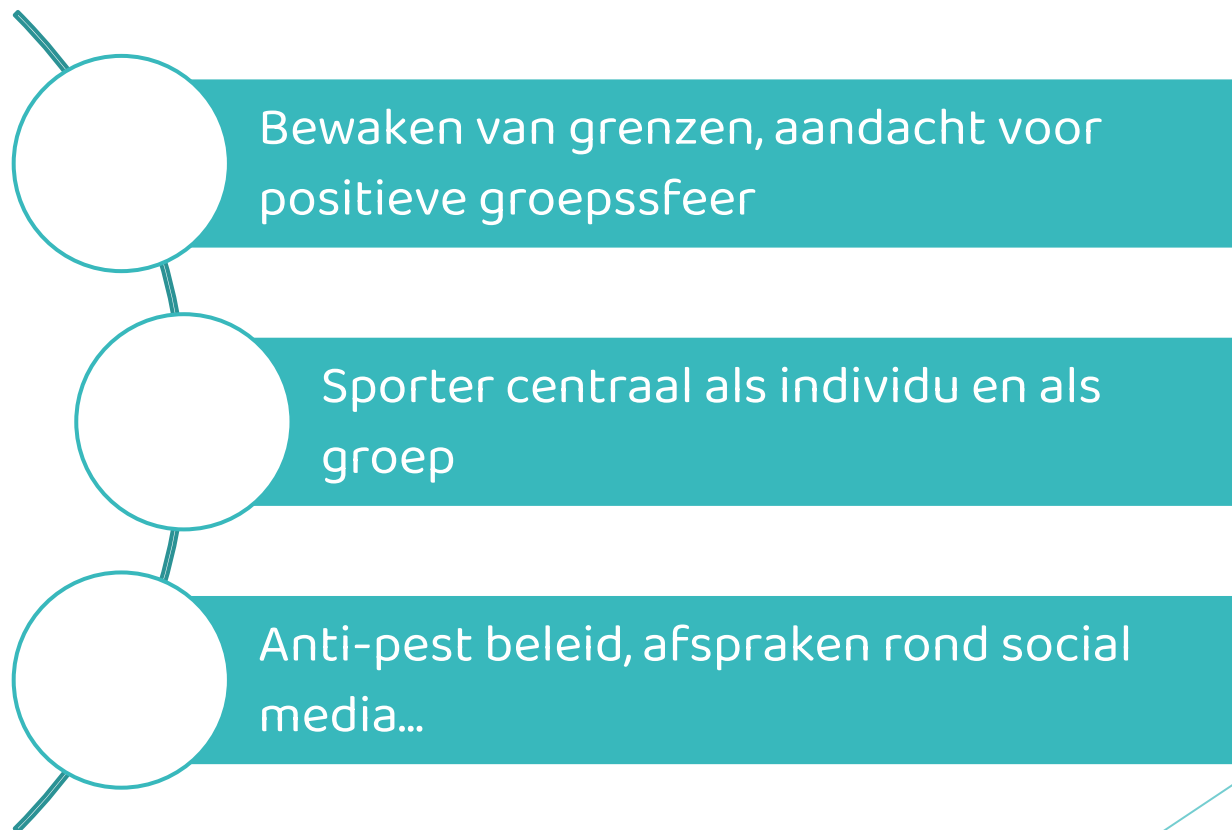 Bewaken van grenzen, aandacht voor
positieve groepssfeer
Sporter centraal als individu en als
groep
Anti-pest beleid, afspraken rond social
media...